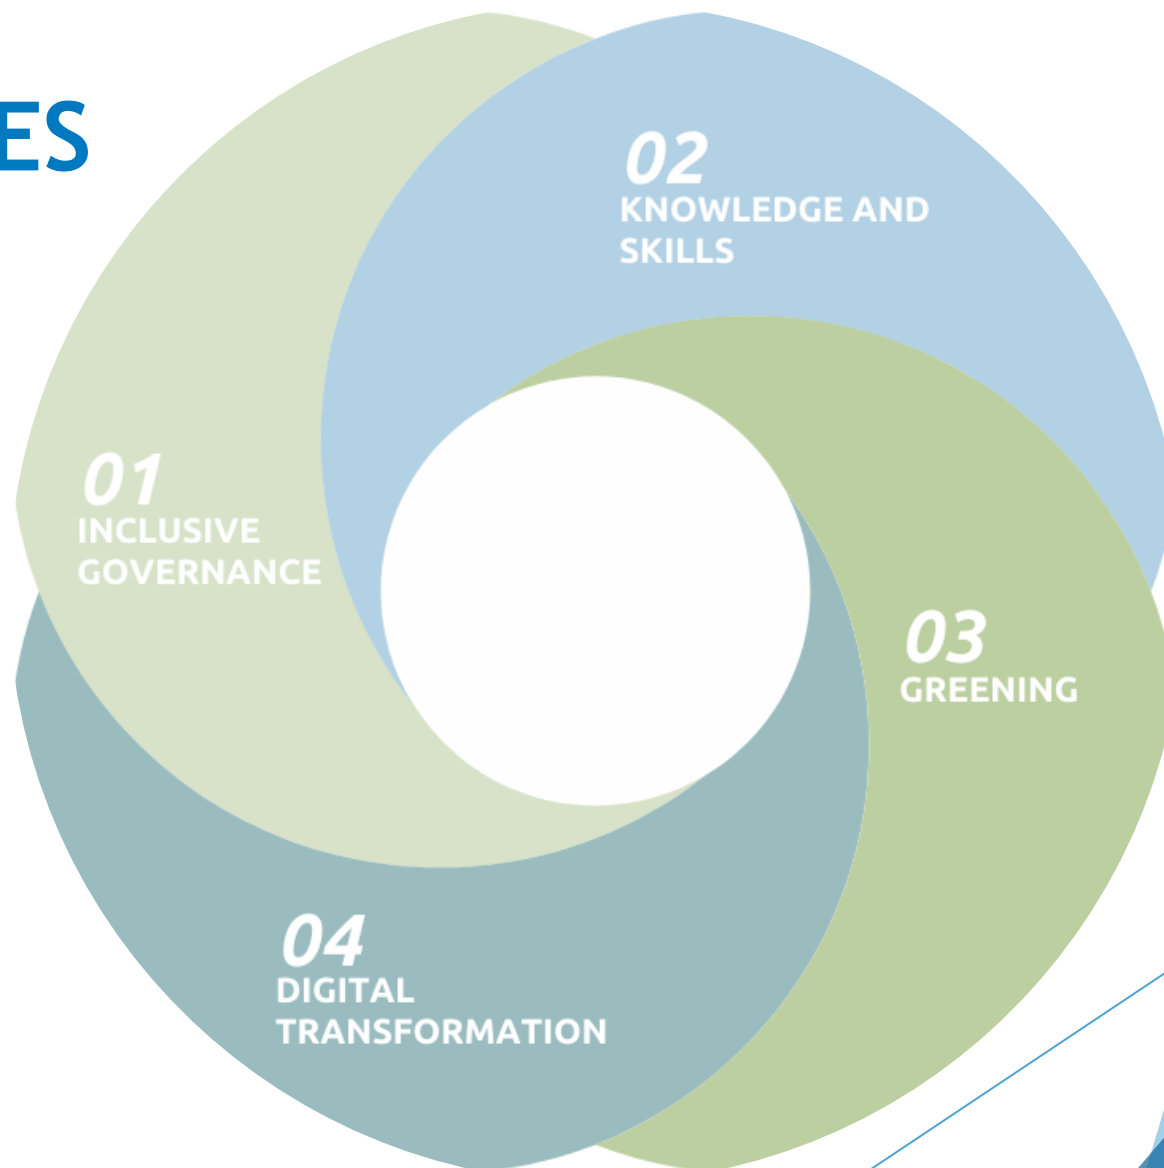 ES
01
INCLUSIVE
GOVERNANCE
02
KNOWLEDGE AND
SKILLS
03
GREENING
04
DIGITAL
TRANSFORMATION